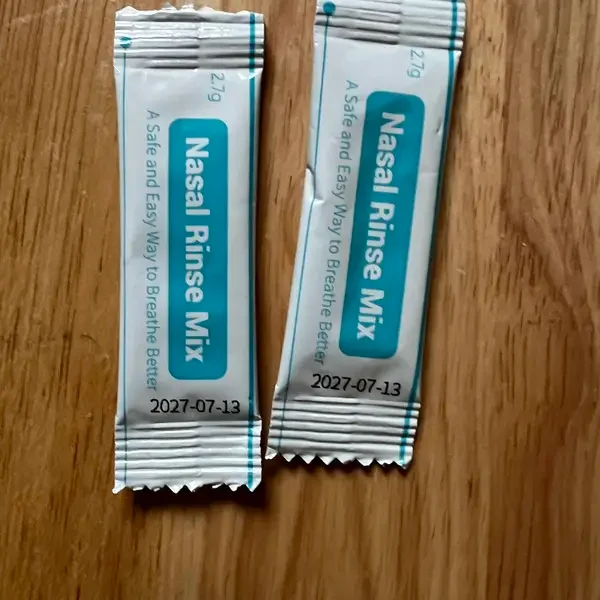 2.7g
Nasal Rinse Mix
A Safe and Easy Way to Breathe Better
2027-07-13
2.7g
Nasal Rinse Mix
A Safe and Easy Way to Breathe Better
2027-07-13